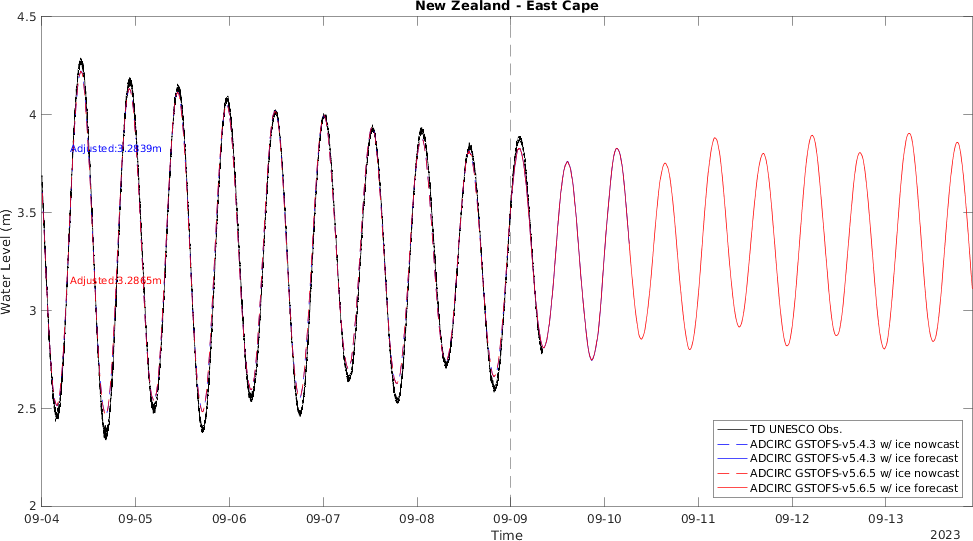 New Zealand - East Cape
4.5
4
3.5
3
2.5
2
Water Level (m)
Adjusted:3.2839m
Adjusted:3.2865m
TD UNESCO Obs.
ADCIRC GSTOFS-v5.4.3 w/ ice nowcast
ADCIRC GSTOFS-v5.4.3 w/ ice forecast
ADCIRC GSTOFS-v5.6.5 w/ ice nowcast
ADCIRC GSTOFS-v5.6.5 w/ ice forecast
09-04 09-05 09-06 09-07 09-08 09-09 09-10 09-11 09-12 09-13
Time
2023